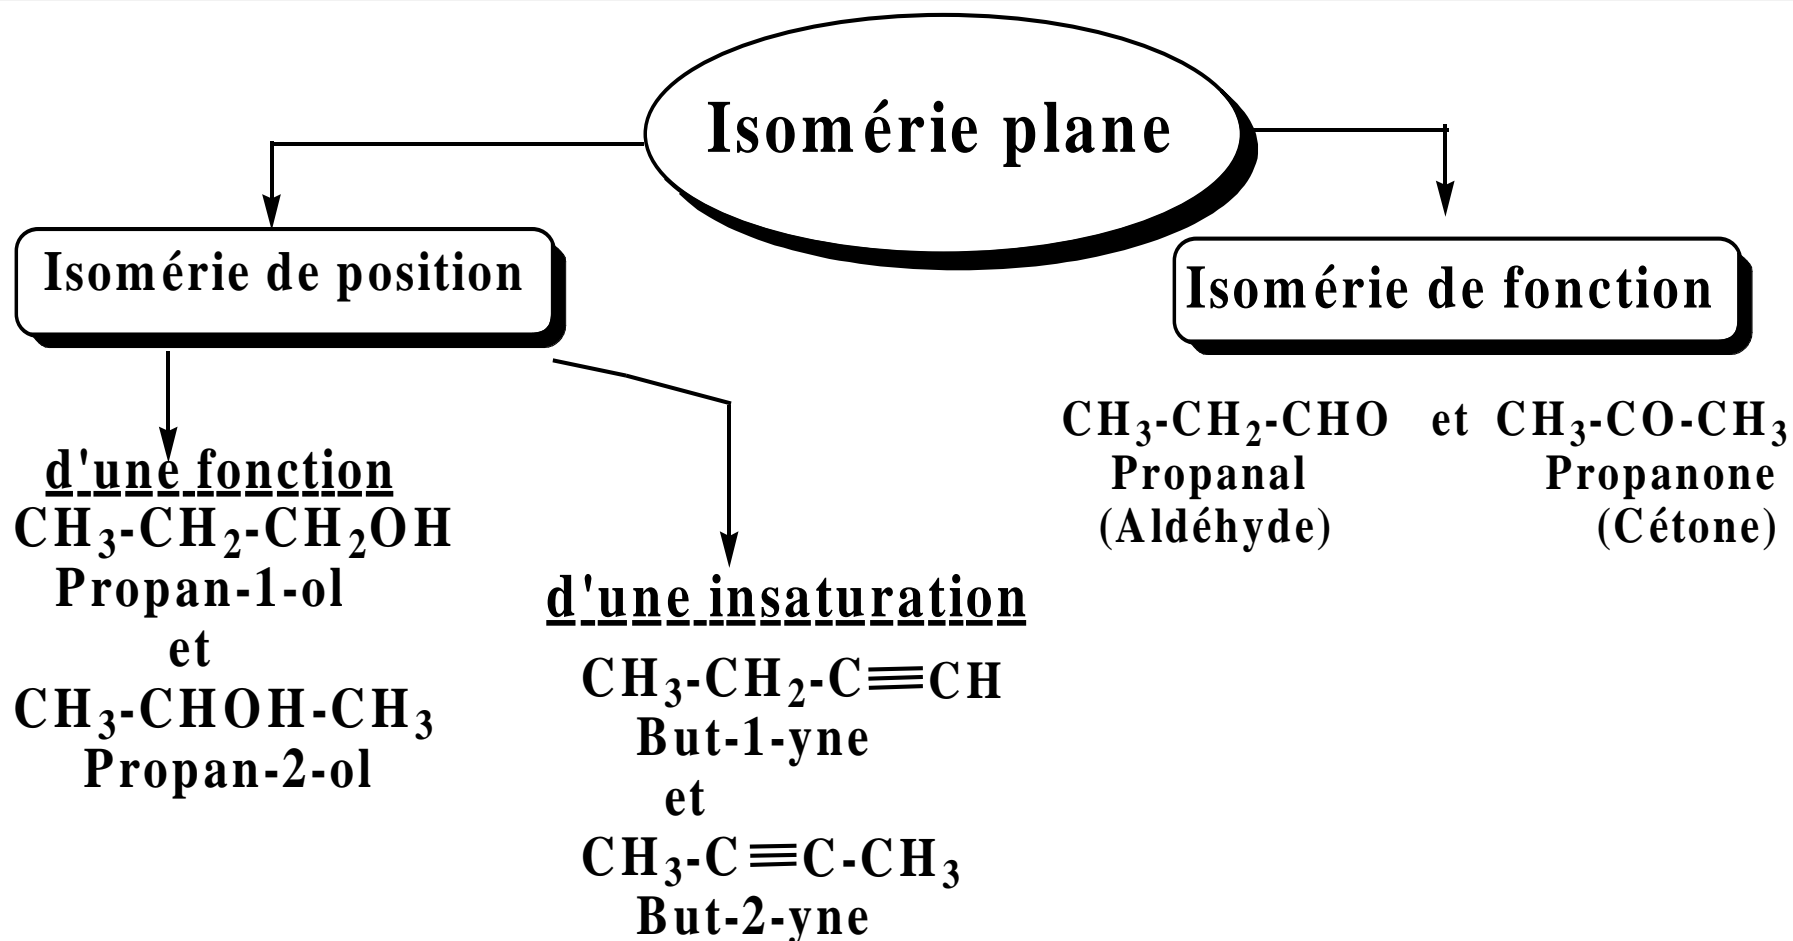 Isomérie plane
Isomérie de position
d'une fonction
CH₃-CH₂-CH₂OH
Propan-1-ol
et
CH₃-CHOH-CH₃
Propan-2-ol
d'une insaturation
CH₃-CH₂-C≡CH
But-1-yne
et
CH₃-C≡C-CH₃
But-2-yne
Isomérie de fonction
CH₃-CH₂-CHO et CH₃-CO-CH₃
Propanal Propanone
(Aldéhyde) (Cétone)